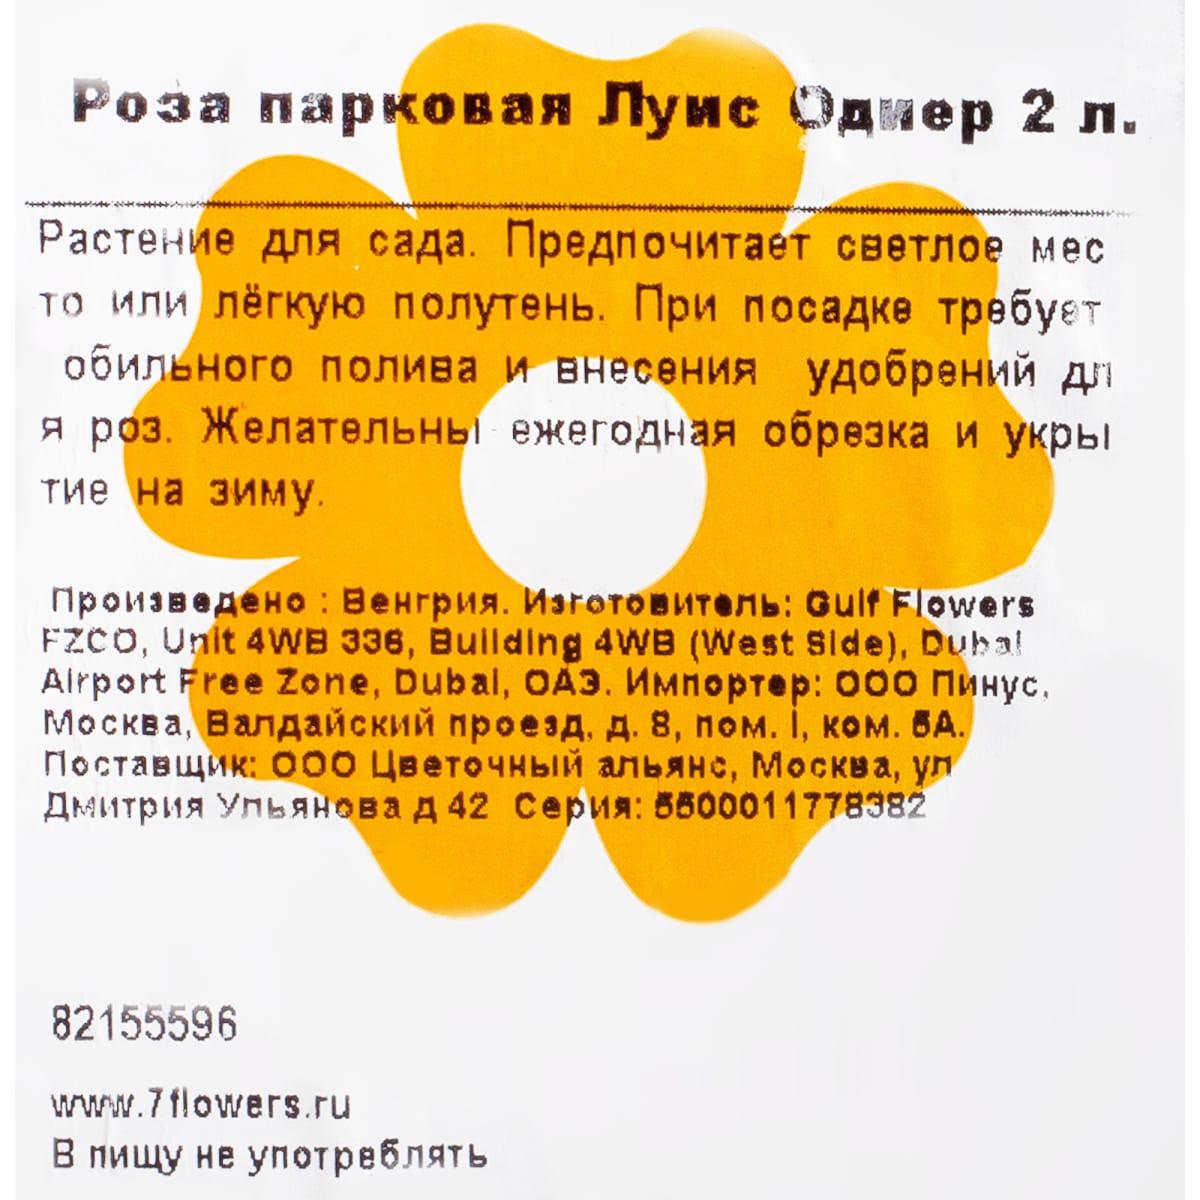 Роза парковая Луис Одиер 2 л.
Растение для сада. Предпочитает светлое мес
то или лёгкую полутень. При посадке требует
обильного полива и внесения удобрений дл
я роз. Желательны ежегодная обрезка и укры
тие на зиму.
Произведено : Венгрия. Изготовитель: Gulf Flowers
FZCO, Unit 4WB 336, Building 4WB (West Side), Dubai
Airport Free Zone, Dubai, ОАЭ. Импортер: ООО Пинус,
Москва, Валдайский проезд, д. 8, пом. I, ком. 5А.
Поставщик: ООО Цветочный альянс, Москва, ул
Дмитрия Ульянова д 42 Серия: 5500011778382
82155596
www.7flowers.ru
В пищу не употреблять